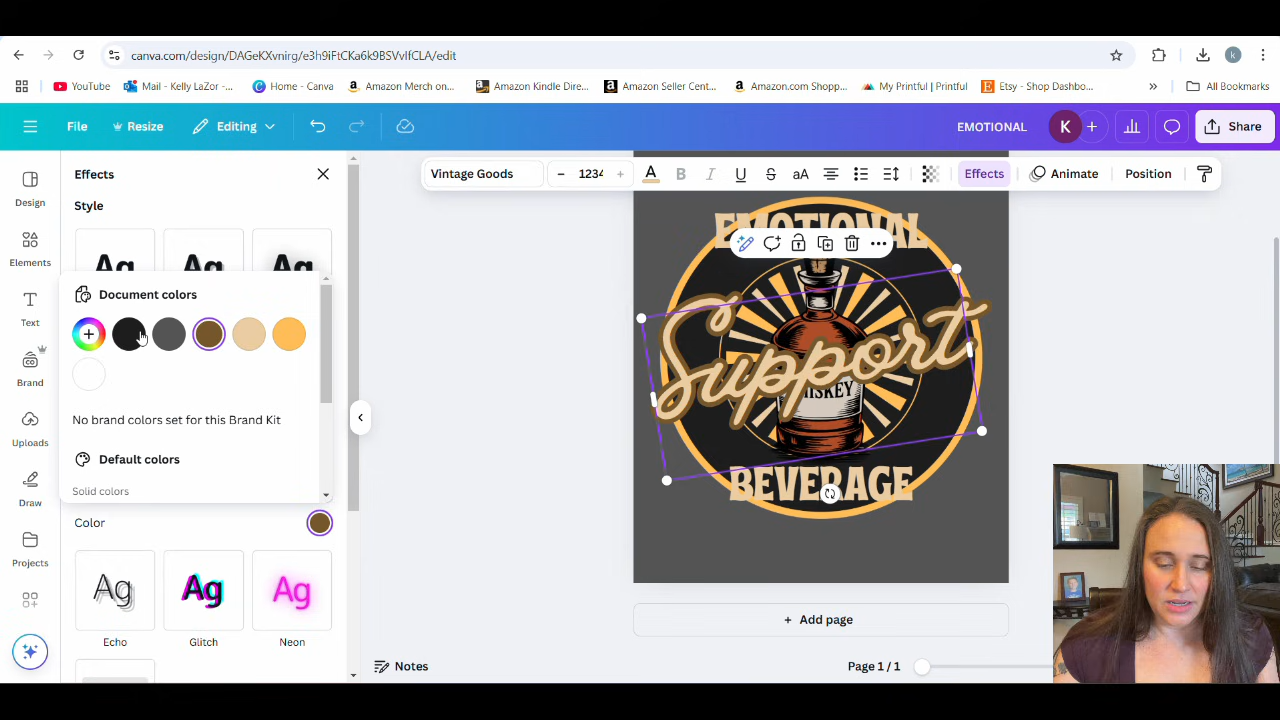 canva.com/design/DAGeKXvnirg/e3h9iFtCKa6k9BSVvIfCLA/edit
YouTube
Mail - Kelly LaZor -...
Home - Canva
Amazon Merch on...
Amazon Kindle Dire...
Amazon Seller Cent...
Amazon.com Shopp...
My Printful | Printful
Etsy - Shop Dashbo...
All Bookmarks
File
Resize
Editing
EMOTIONAL
K
Share
Design
Elements
Text
Brand
Uploads
Draw
Projects
Effects
Style
Ag
Ag
Ag
Document colors
No brand colors set for this Brand Kit
Default colors
Solid colors
Color
Ag
Ag
Ag
Echo
Glitch
Neon
Vintage Goods
1234
A
B
I
U
S
aA
Effects
Animate
Position
EMOTIONAL
Support
BEVERAGE
+ Add page
Notes
Page 1 / 1